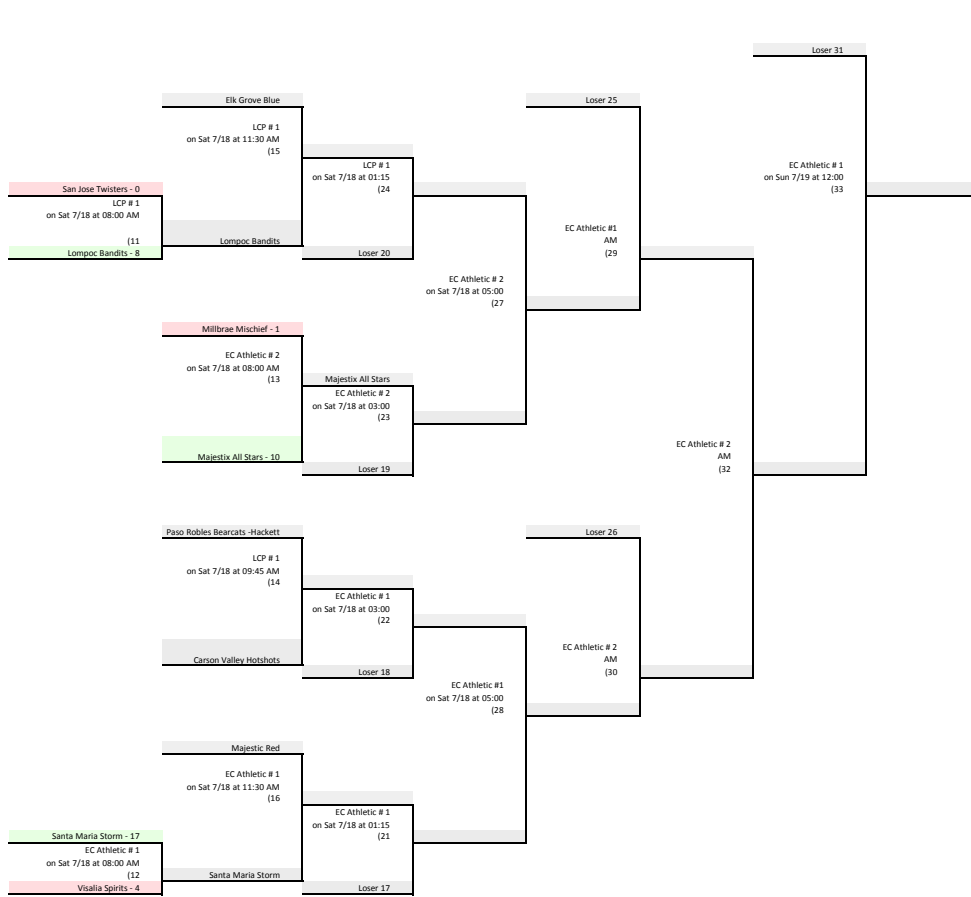 Loser 31
Elk Grove Blue
Loser 25
LCP # 1
on Sat 7/18 at 11:30 AM
(15
LCP # 1
on Sat 7/18 at 01:15
(24
EC Athletic # 1
on Sun 7/19 at 12:00
(33
San Jose Twisters - 0
LCP # 1
on Sat 7/18 at 08:00 AM
(11
Lompoc Bandits - 8
Lompoc Bandits
Loser 20
EC Athletic #1
AM
(29
EC Athletic # 2
on Sat 7/18 at 05:00
(27
Millbrae Mischief - 1
EC Athletic # 2
on Sat 7/18 at 08:00 AM
(13
Majestix All Stars
EC Athletic # 2
on Sat 7/18 at 03:00
(23
Majestix All Stars - 10
Loser 19
EC Athletic # 2
AM
(32
Paso Robles Bearcats -Hackett
Loser 26
LCP # 1
on Sat 7/18 at 09:45 AM
(14
EC Athletic # 1
on Sat 7/18 at 03:00
(22
Carson Valley Hotshots
Loser 18
EC Athletic # 2
AM
(30
EC Athletic #1
on Sat 7/18 at 05:00
(28
Majestic Red
EC Athletic # 1
on Sat 7/18 at 11:30 AM
(16
EC Athletic # 1
on Sat 7/18 at 01:15
(21
Santa Maria Storm - 17
EC Athletic # 1
on Sat 7/18 at 08:00 AM
(12
Visalia Spirits - 4
Santa Maria Storm
Loser 17